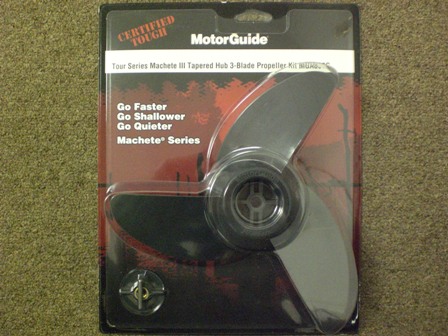 CERTIFIED
TOUGH
MotorGuide
Tour Series Machete III Tapered Hub 3-Blade Propeller Kit
Go Faster
Go Shallower
Go Quieter
Machete® Series